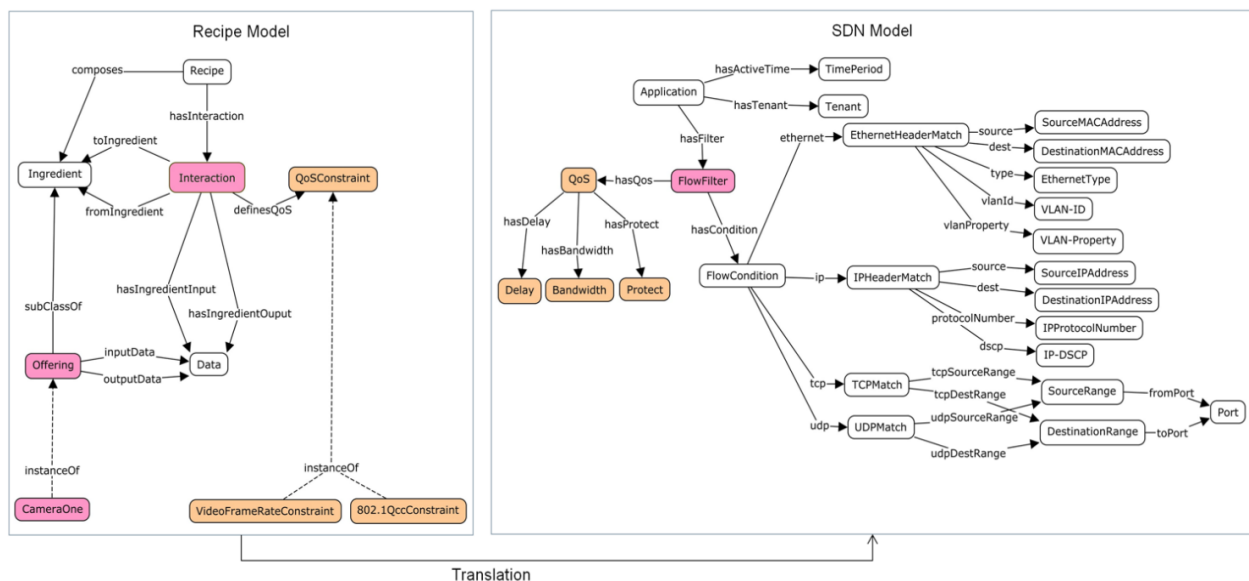 Recipe Model
composes
Recipe
hasInteraction
toIngredient
Ingredient
Interaction
QoSConstraint
fromIngredient
definesQoS
hasIngredientInput
subClassOf
hasIngredientOuput
Offering
inputData
outputData
Data
instanceOf
instanceOf
CameraOne
VideoFrameRateConstraint
802.1QccConstraint
SDN Model
hasActiveTime
TimePeriod
Application
hasTenant
Tenant
hasFilter
ethernet
EthernetHeaderMatch
source
SourceMACAddress
dest
DestinationMACAddress
type
EthernetType
vlanId
VLAN-ID
vlanProperty
VLAN-Property
QoS
hasQos
FlowFilter
hasDelay
hasBandwidth
hasProtect
hasCondition
Delay
Bandwidth
Protect
FlowCondition
ip
IPHeaderMatch
source
SourceIPAddress
dest
DestinationIPAddress
protocolNumber
IPProtocolNumber
dscp
IP-DSCP
tcp
TCPMatch
tcpSourceRange
tcpDestRange
SourceRange
fromPort
Port
udp
UDPMatch
udpSourceRange
udpDestRange
DestinationRange
toPort
Translation